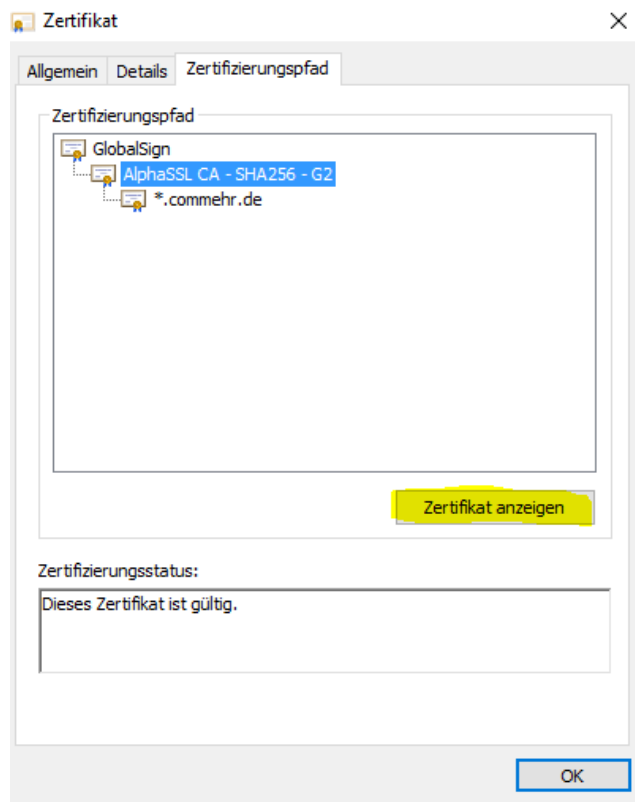 Zertifikat
Allgemein Details Zertifizierungspfad
Zertifizierungspfad
GlobalSign
AlphaSSL CA - SHA256 - G2
*.commehr.de
Zertifikat anzeigen
Zertifizierungsstatus:
Dieses Zertifikat ist gültig.
OK